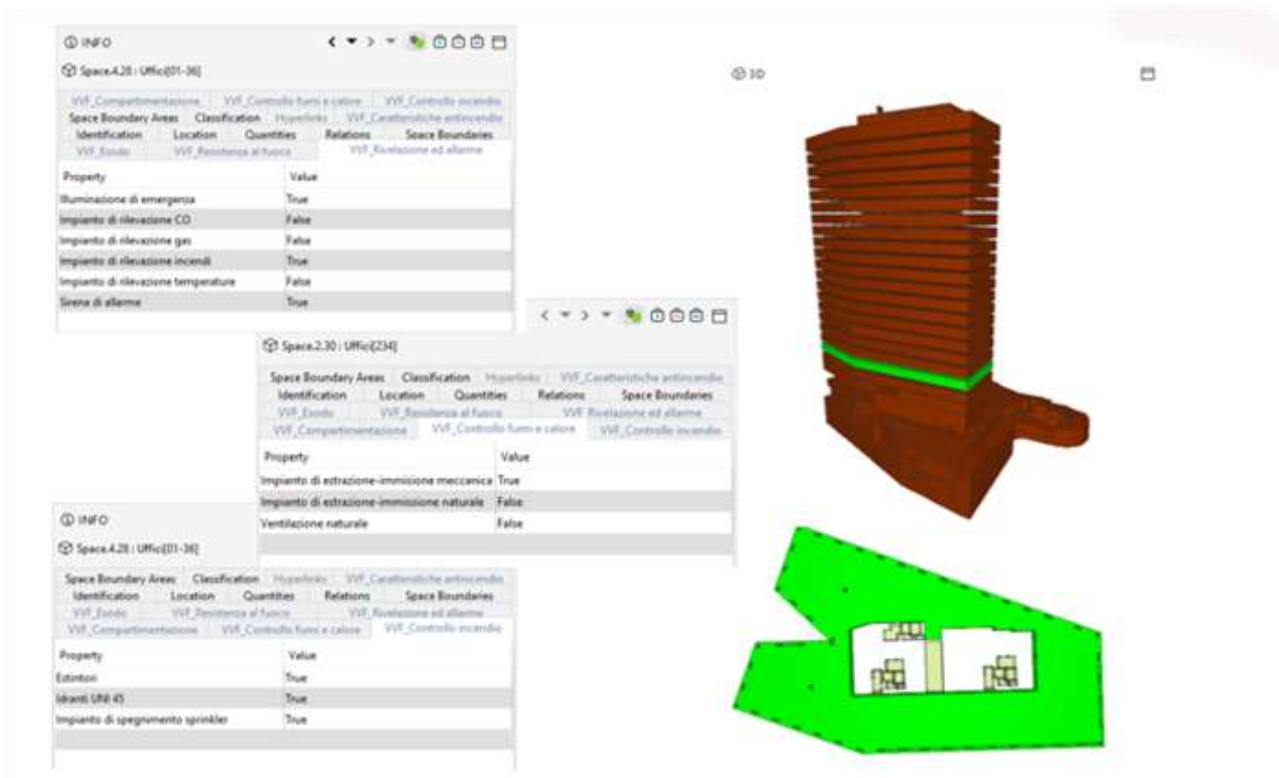 INFO
Space.4.28 : Uffici[01-36]
VVF_Compartimentazione VVF_Controllo fumi e calore VVF_Controllo incendio
Space Boundary Areas Classification Hyperlinks VVF_Caratteristiche antincendio
Identification Location Quantities Relations Space Boundaries
VVF_Esodo VVF_Resistenza al fuoco VVF_Rivelazione ed allarme
Property Value
Illuminazione di emergenza True
Impianto di rilevazione CO False
Impianto di rilevazione gas False
Impianto di rilevazione incendi True
Impianto di rilevazione temperature False
Sirena di allarme True
3D
Space.2.30 : Uffici[234]
Space Boundary Areas Classification Hyperlinks VVF_Caratteristiche antincendio
Identification Location Quantities Relations Space Boundaries
VVF_Esodo VVF_Resistenza al fuoco VVF_Rivelazione ed allarme
VVF_Compartimentazione VVF_Controllo fumi e calore VVF_Controllo incendio
Property Value
Impianto di estrazione-immisione meccanica True
Impianto di estrazione-immissione naturale False
Ventilazione naturale False
INFO
Space.4.28 : Uffici[01-36]
Space Boundary Areas Classification Hyperlinks VVF_Caratteristiche antincendio
Identification Location Quantities Relations Space Boundaries
VVF_Esodo VVF_Resistenza al fuoco VVF_Rivelazione ed allarme
VVF_Compartimentazione VVF_Controllo fumi e calore VVF_Controllo incendio
Property Value
Estintori True
Idranti UNI 45 True
Impianto di spegnimento sprinkler True